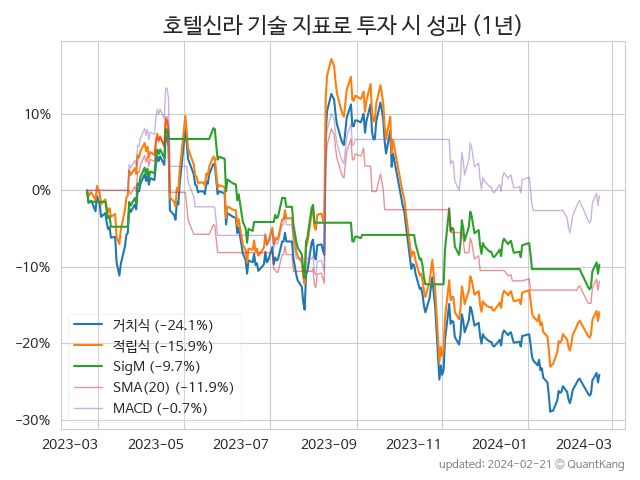 호텔신라 기술 지표로 투자 시 성과 (1년)
10%
0%
−10%
−20%
−30%
거치식 (−24.1%)
적립식 (−15.9%)
SigM (−9.7%)
SMA(20) (−11.9%)
MACD (−0.7%)
2023-03 2023-05 2023-07 2023-09 2023-11 2024-01 2024-03
updated: 2024-02-21 © QuantKang